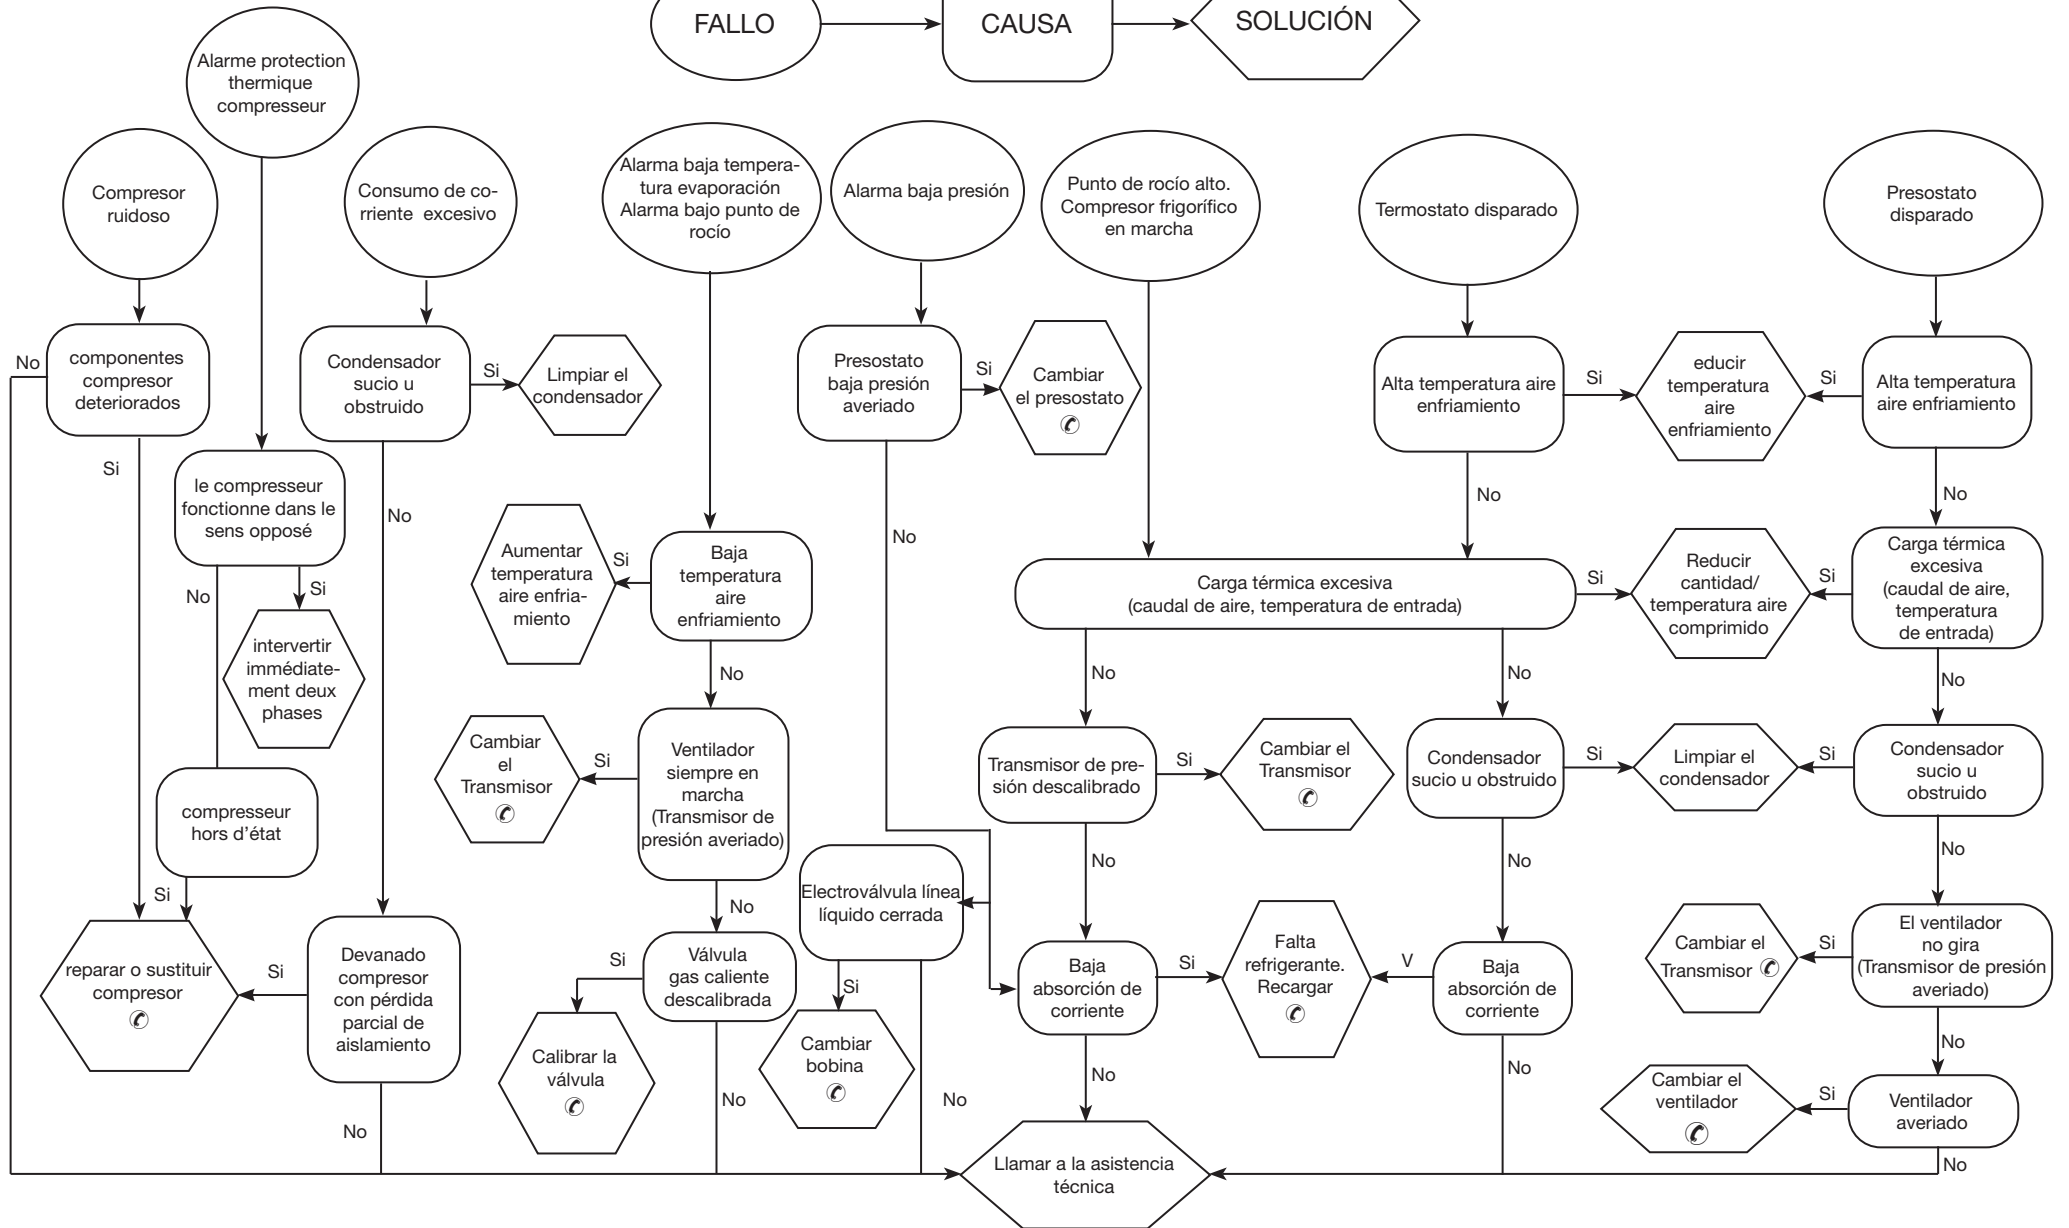 FALLO
CAUSA
SOLUCIÓN
Alarme protection
thermique
compresseur
Compresor
ruidoso
Consumo de co-
rriente excesivo
Alarma baja tempera-
tura evaporación
Alarma bajo punto de
rocío
Alarma baja presión
Punto de rocío alto.
Compresor frigorífico
en marcha
Termostato disparado
Presostato
disparado
No
componentes
compresor
deteriorados
Si
Condensador
sucio u
obstruido
Si
Limpiar el
condensador
No
Presostato
baja presión
averiado
Si
Cambiar
el presostato
✆
No
Alta temperatura aire
enfriamiento
Si
educir
temperatura
aire
enfriamiento
Si
Alta temperatura
aire enfriamiento
No
No
le compresseur
fonctionne dans le
sens opposé
No
Si
intervertir
immédiate-
ment deux
phases
Aumentar
temperatura
aire enfria-
miento
Si
Baja
temperatura
aire
enfriamiento
No
Carga térmica excesiva
(caudal de aire, temperatura de entrada)
Si
Reducir
cantidad/
temperatura aire
comprimido
Si
Carga térmica
excesiva
(caudal de aire,
temperatura
de entrada)
No
No
No
Cambiar
el
Transmisor
✆
Si
Ventilador
siempre en
marcha
(Transmisor de
presión averiado)
No
Transmisor de pre-
sión descalibrado
Si
Cambiar el
Transmisor
✆
No
Condensador
sucio u obstruido
Si
Limpiar el
condensador
Si
Condensador
sucio u
obstruido
No
No
compresseur
hors d’état
Si
Electroválvula línea
líquido cerrada
Si
No
reparar o sustituir
compresor
✆
Si
Devanado
compresor
con pérdida
parcial de
aislamiento
No
Si
Válvula
gas caliente
descalibrada
No
Calibrar la
válvula
✆
Cambiar
bobina
✆
Baja
absorción de
corriente
Si
Falta
refrigerante.
Recargar
✆
V
Baja
absorción de
corriente
No
No
Cambiar el
Transmisor ✆
Si
El ventilador
no gira
(Transmisor de presión
averiado)
No
Cambiar el
ventilador
✆
Si
Ventilador
averiado
No
Llamar a la asistencia
técnica